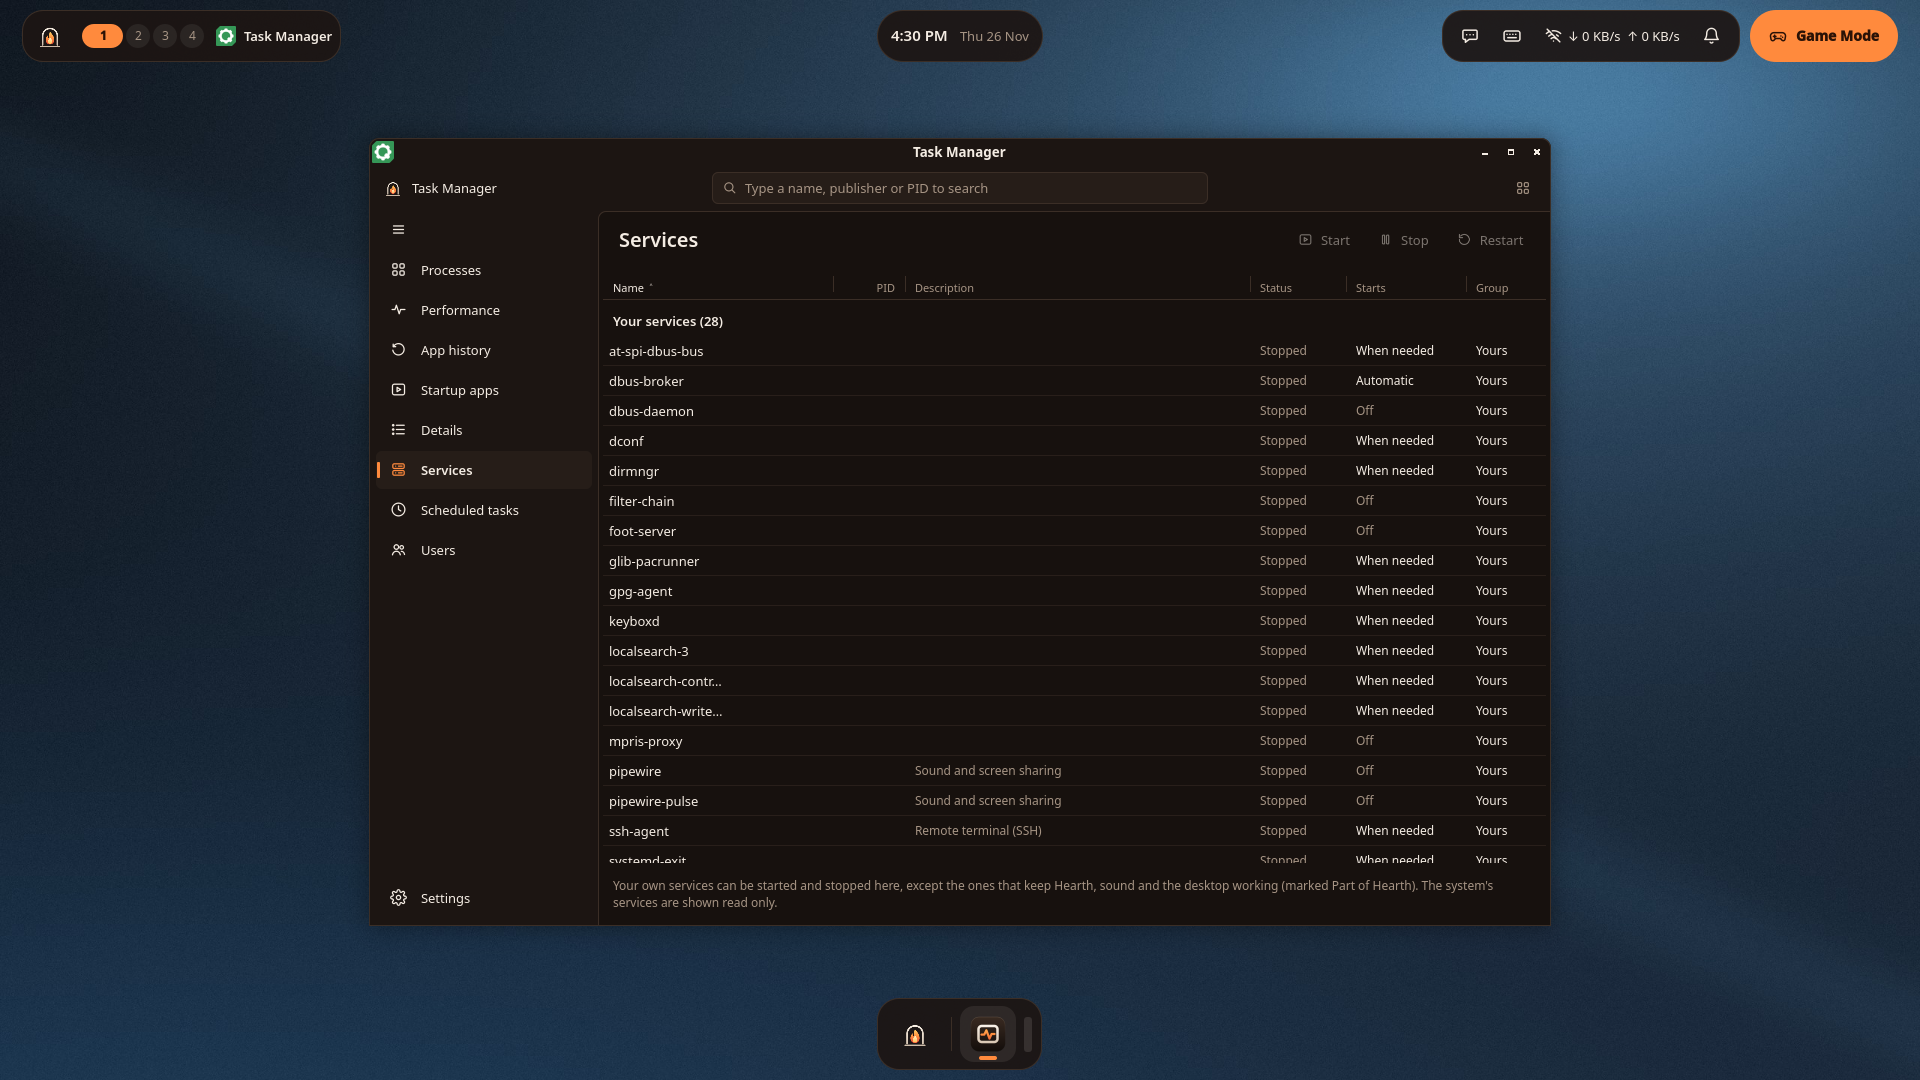 1 2 3 4 Task Manager
4:30 PM Thu 26 Nov
↓ 0 KB/s ↑ 0 KB/s
Game Mode
Task Manager
Task Manager
Type a name, publisher or PID to search
Processes
Performance
App history
Startup apps
Details
Services
Scheduled tasks
Users
Settings
Services
Start Stop Restart
Name PID Description Status Starts Group
Your services (28)
at-spi-dbus-bus Stopped When needed Yours
dbus-broker Stopped Automatic Yours
dbus-daemon Stopped Off Yours
dconf Stopped When needed Yours
dirmngr Stopped When needed Yours
filter-chain Stopped Off Yours
foot-server Stopped Off Yours
glib-pacrunner Stopped When needed Yours
gpg-agent Stopped When needed Yours
keyboxd Stopped When needed Yours
localsearch-3 Stopped When needed Yours
localsearch-contr... Stopped When needed Yours
localsearch-write... Stopped When needed Yours
mpris-proxy Stopped Off Yours
pipewire Sound and screen sharing Stopped Off Yours
pipewire-pulse Sound and screen sharing Stopped Off Yours
ssh-agent Remote terminal (SSH) Stopped When needed Yours
systemd-exit Stopped When needed Yours
Your own services can be started and stopped here, except the ones that keep Hearth, sound and the desktop working (marked Part of Hearth). The system's
services are shown read only.